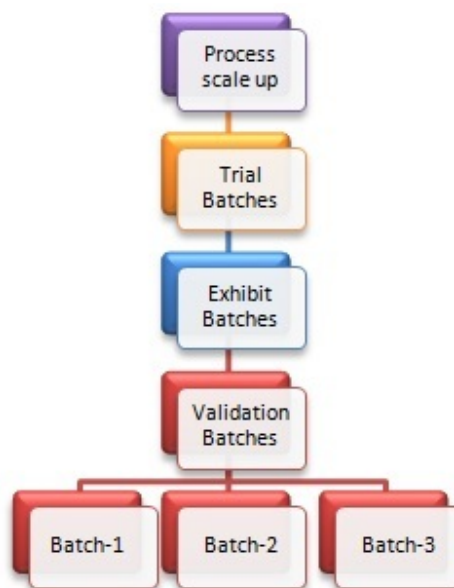 Process
scale up
Trial
Batches
Exhibit
Batches
Validation
Batches
Batch-1
Batch-2
Batch-3